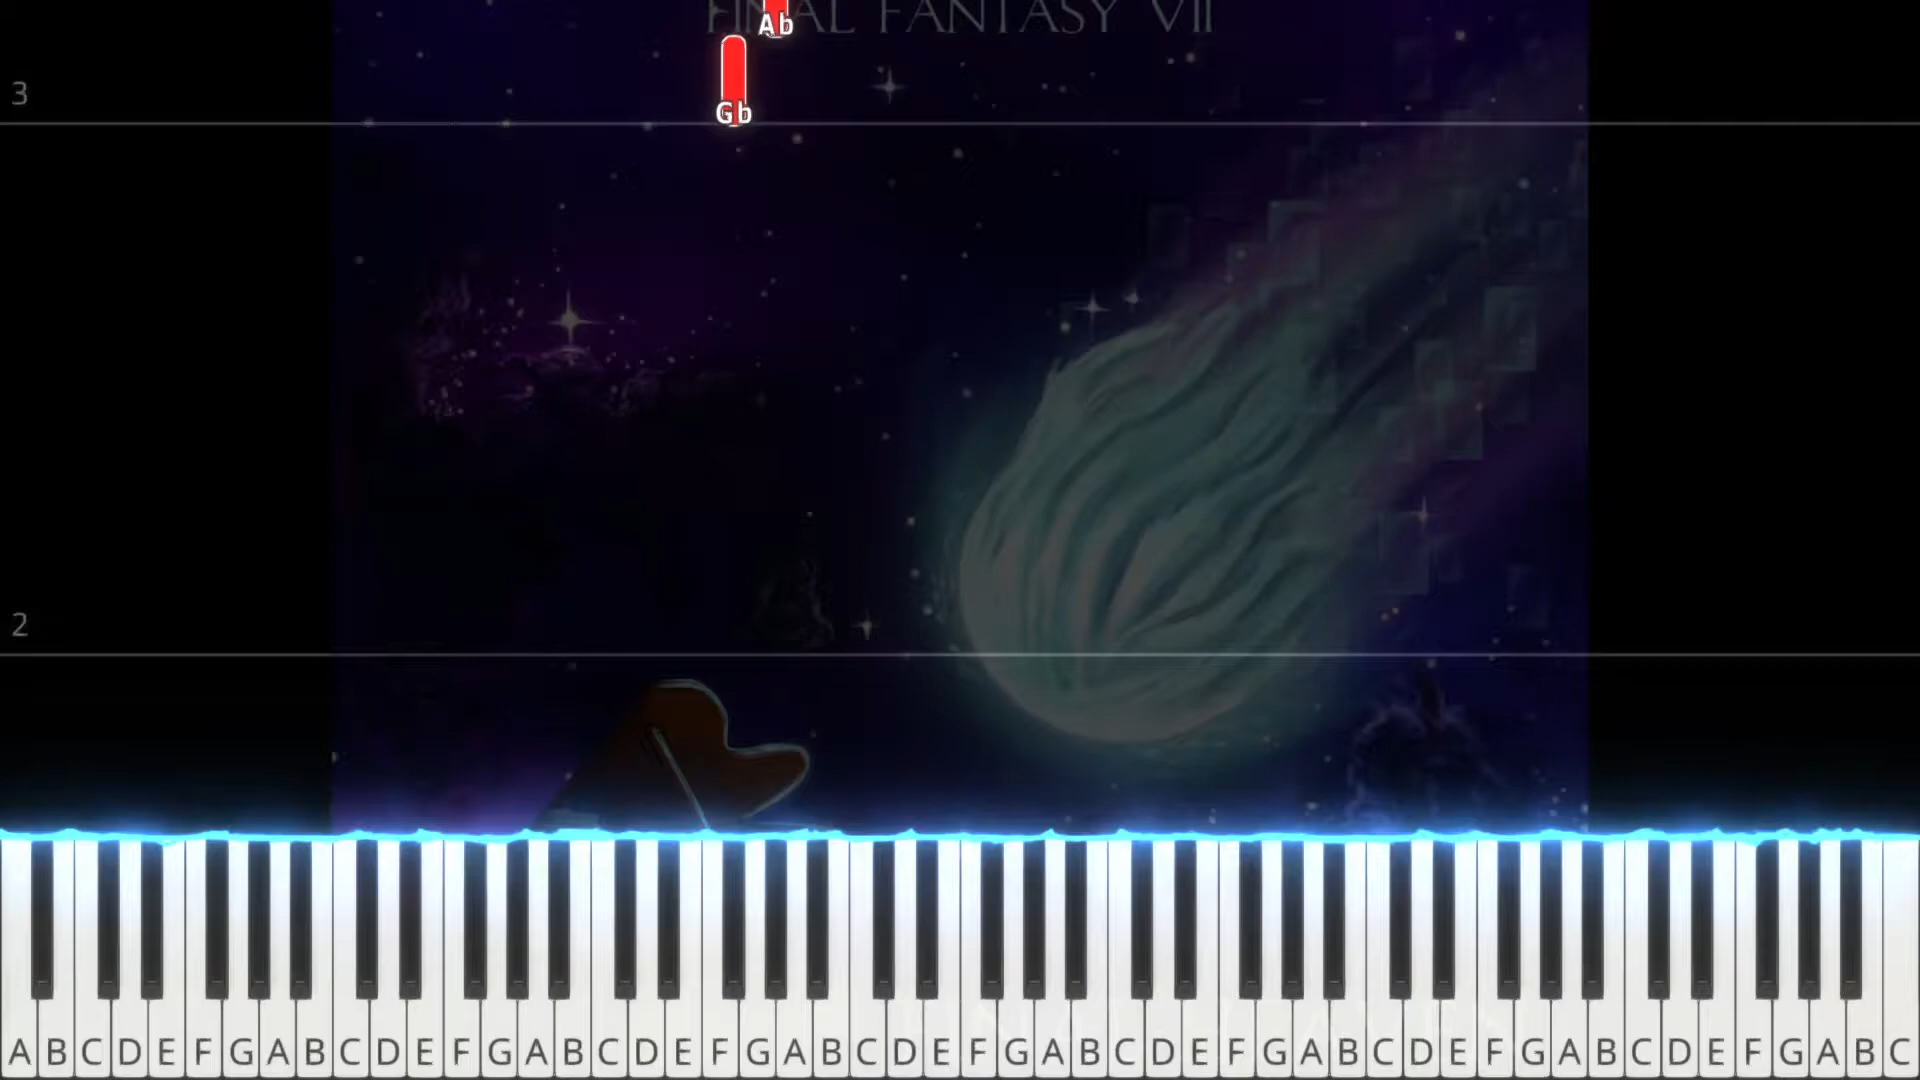 FINAL FANTASY VII
Ab
3
Gb
2
A B C D E F G A B C D E F G A B C D E F G A B C D E F G A B C D E F G A B C D E F G A B C D E F G A B C